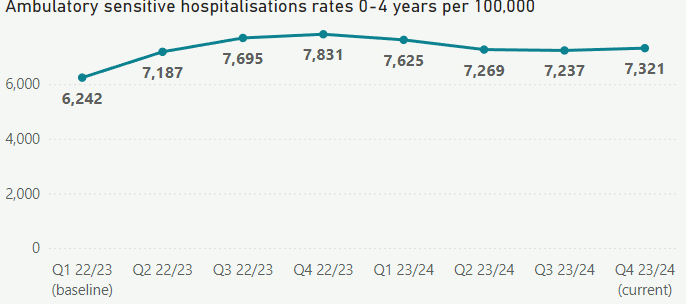 Ambulatory sensitive hospitalisations rates 0-4 years per 100,000
6,000
4,000
2,000
0
6,242
7,187
7,695
7,831
7,625
7,269
7,237
7,321
Q1 22/23
(baseline)
Q2 22/23
Q3 22/23
Q4 22/23
Q1 23/24
Q2 23/24
Q3 23/24
Q4 23/24
(current)